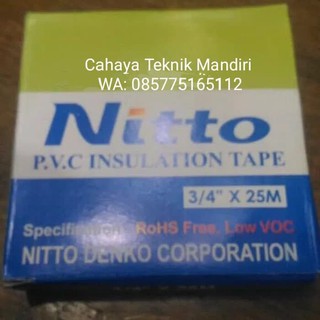 Cahaya Teknik Mandiri
WA: 085775165112
Nitto
P.V.C INSULATION TAPE
3/4" X 25M
RoHS Free, Low VOC
NITTO DENKO CORPORATION